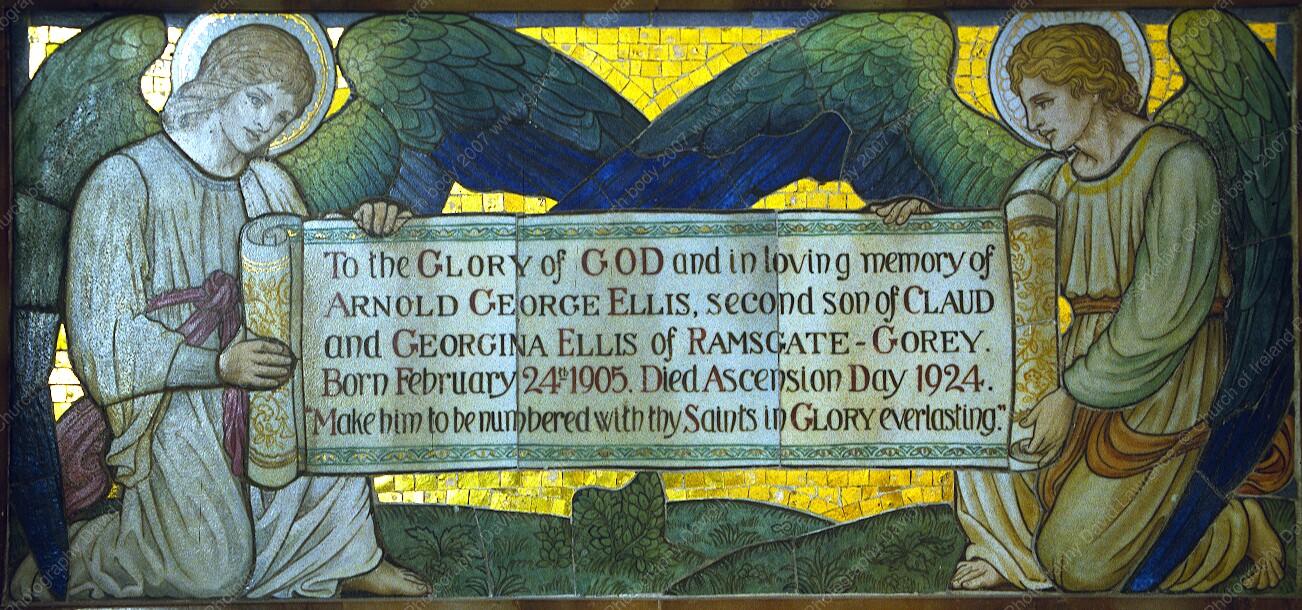 To the GLORY of GOD and in loving memory of
ARNOLD GEORGE ELLIS, second son of CLAUD
and GEORGINA ELLIS of RAMSGATE - GOREY.
Born February 24th 1905. Died Ascension Day 1924.
"Make him to be numbered with thy Saints in GLORY everlasting."